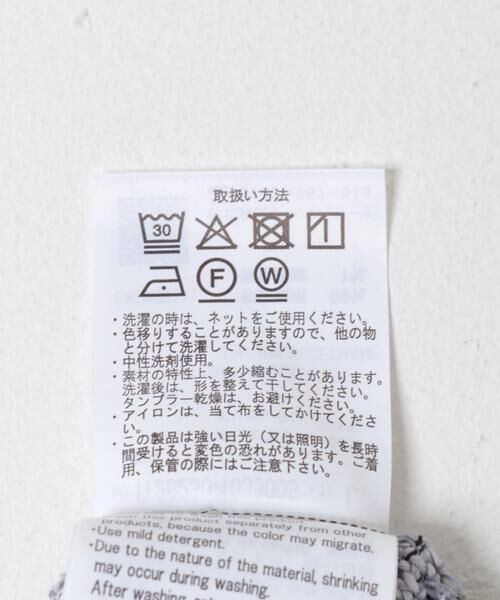 取扱い方法
30
F W
・洗濯の時は、ネットをご使用ください。
・色移りすることがありますので、他の物
と分けて洗濯してください。
・中性洗剤使用。
・素材の特性上、多少縮むことがあります。
洗濯後は、形を整えて干してください。
タンブラー乾燥は、お避けください。
・アイロンは、当て布をしてかけてくださ
い。
・この製品は強い日光（又は照明）を長時
間受けると変色の恐れがあります。ご着
用、保管の際にはご注意下さい。
products, because the color may migrate.
・Use mild detergent.
・Due to the nature of the material, shrinking
may occur during washing.
After washing,